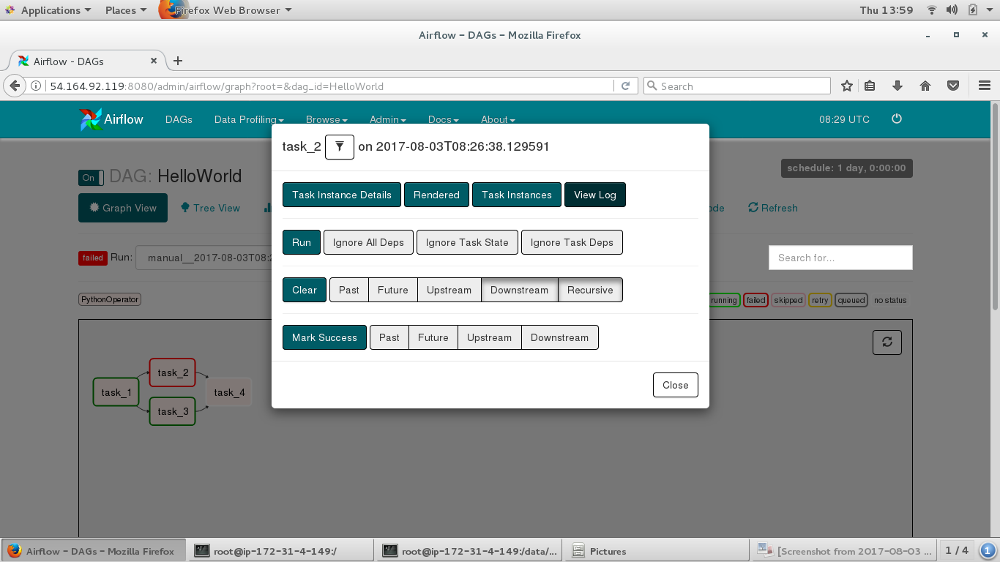 Applications Places Firefox Web Browser Thu 13:59
Airflow - DAGs - Mozilla Firefox
Airflow - DAGs
54.164.92.119:8080/admin/airflow/graph?root=&dag_id=HelloWorld Search
Airflow DAGs Data Profiling Browse Admin Docs About 08:29 UTC
task_2 on 2017-08-03T08:26:38.129591
On DAG: HelloWorld schedule: 1 day, 0:00:00
Task Instance Details Rendered Task Instances View Log
Graph View Tree View ode Refresh
Run Ignore All Deps Ignore Task State Ignore Task Deps
failed Run: manual__2017-08-03T08:2 Search for...
Clear Past Future Upstream Downstream Recursive
PythonOperator running failed skipped retry queued no status
Mark Success Past Future Upstream Downstream
Close
task_2
task_1 task_4
task_3
Airflow - DAGs - Mozilla Firefox root@ip-172-31-4-149:/ root@ip-172-31-4-149:/data/... Pictures [Screenshot from 2017-08-03 ... 1 / 4 1